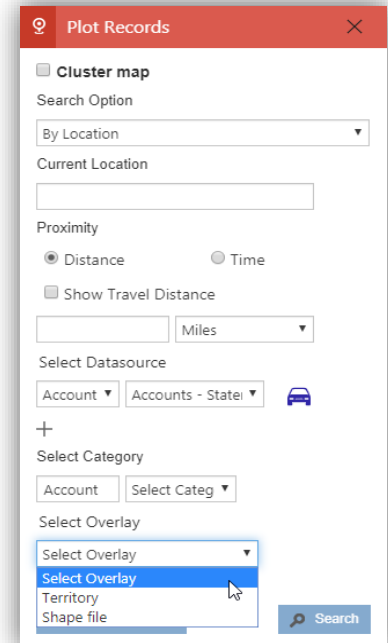 Plot Records
Cluster map
Search Option
By Location
Current Location
Proximity
Distance Time
Show Travel Distance
Miles
Select Datasource
Account Accounts - State
Select Category
Account Select Categ
Select Overlay
Select Overlay
Select Overlay
Territory
Shape file
Search